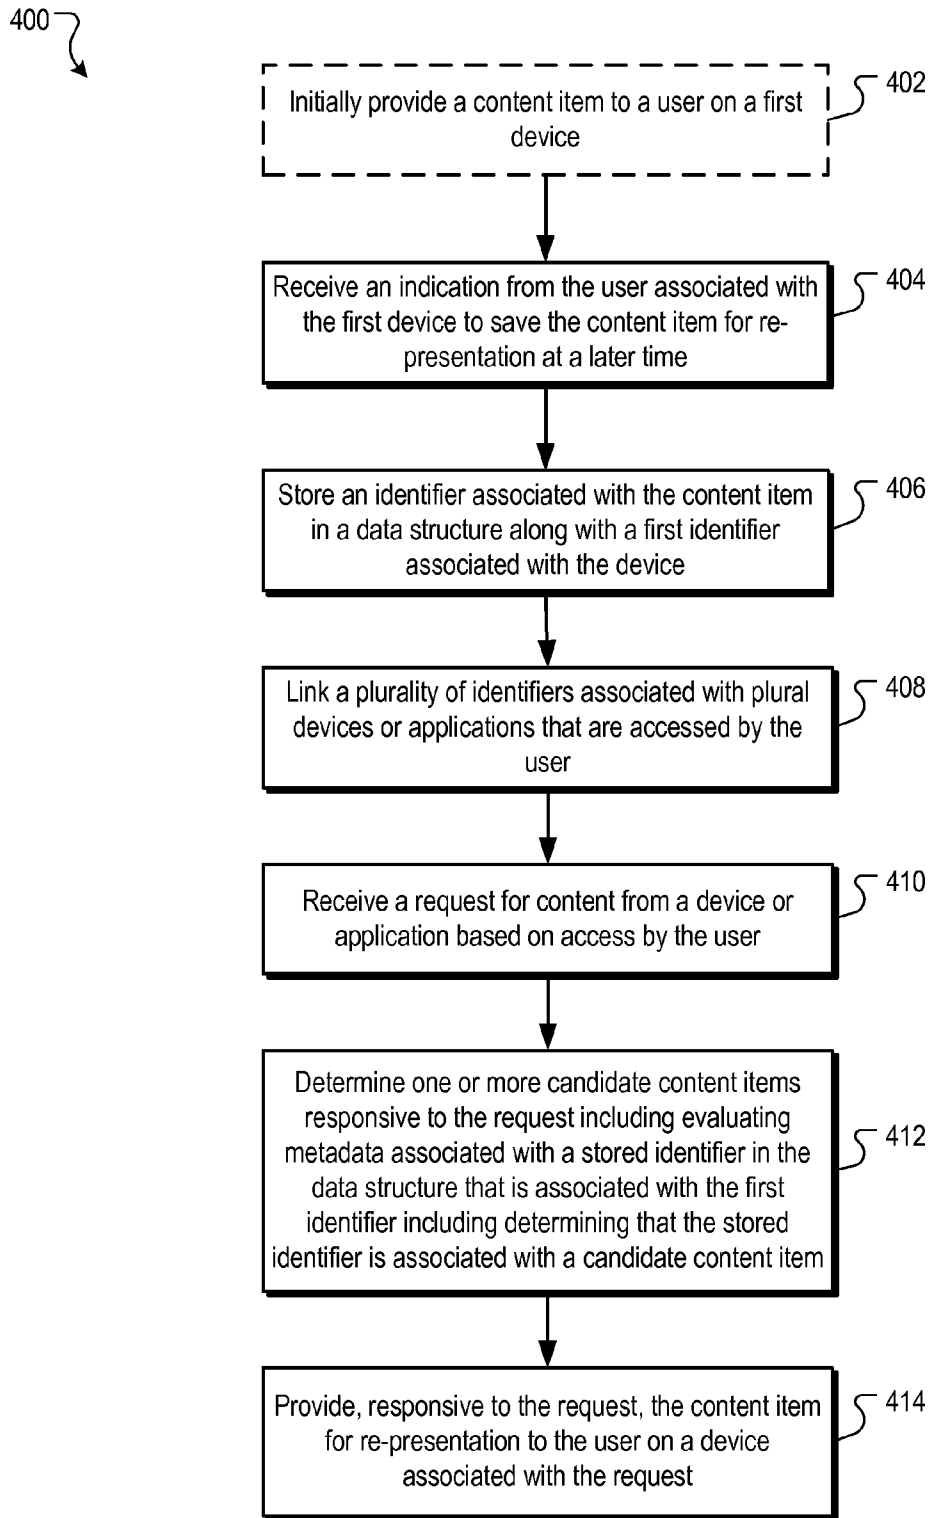 400
Initially provide a content item to a user on a first
device
402
Receive an indication from the user associated with
the first device to save the content item for re-
presentation at a later time
404
Store an identifier associated with the content item
in a data structure along with a first identifier
associated with the device
406
Link a plurality of identifiers associated with plural
devices or applications that are accessed by the
user
408
Receive a request for content from a device or
application based on access by the user
410
Determine one or more candidate content items
responsive to the request including evaluating
metadata associated with a stored identifier in the
data structure that is associated with the first
identifier including determining that the stored
identifier is associated with a candidate content item
412
Provide, responsive to the request, the content item
for re-presentation to the user on a device
associated with the request
414